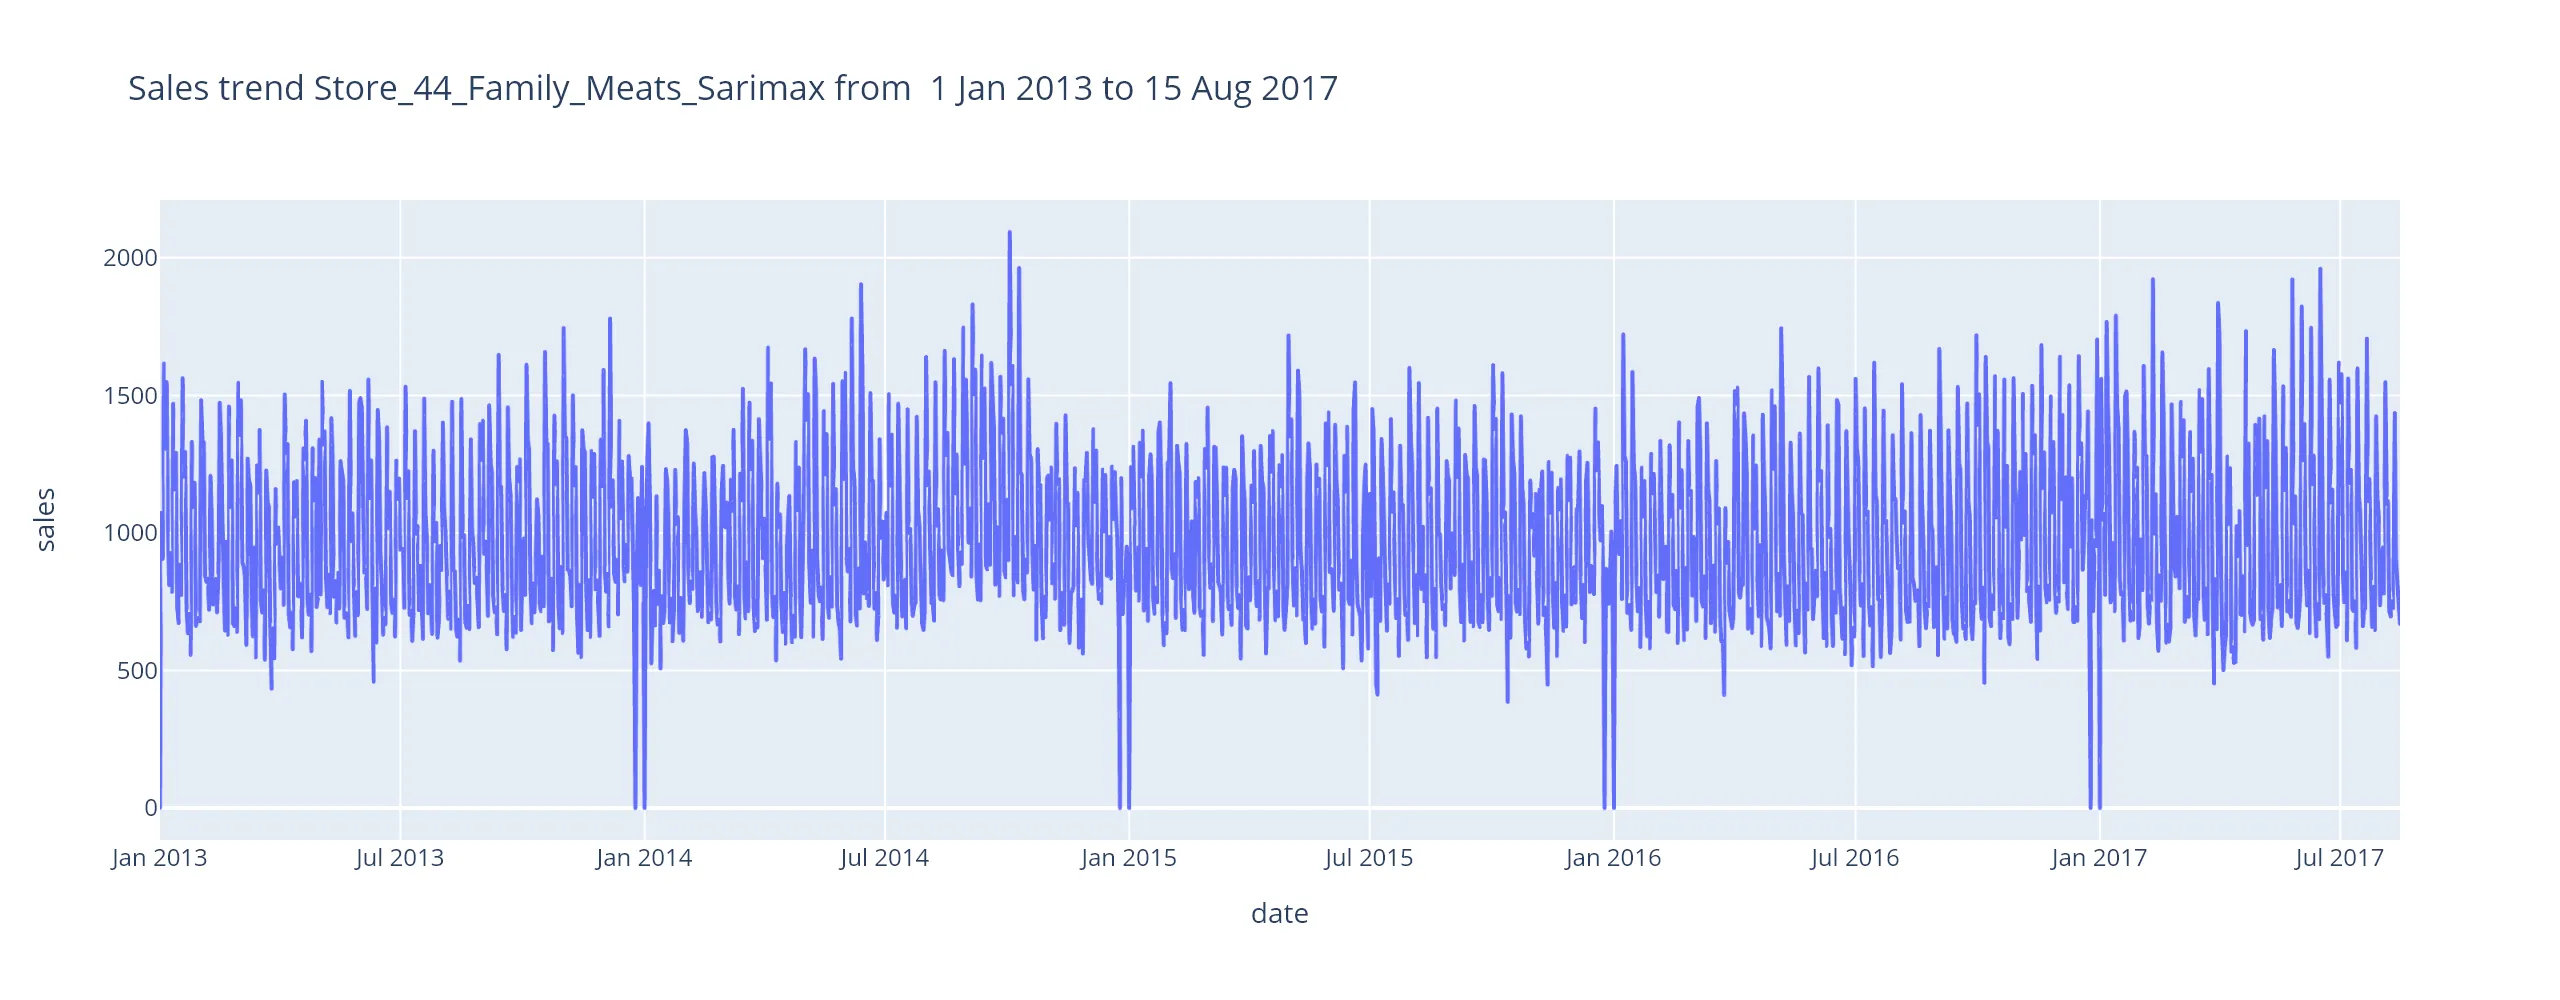 Sales trend Store_44_Family_Meats_Sarimax from  1 Jan 2013 to 15 Aug 2017
sales
2000
1500
1000
500
0
Jan 2013 Jul 2013 Jan 2014 Jul 2014 Jan 2015 Jul 2015 Jan 2016 Jul 2016 Jan 2017 Jul 2017
date